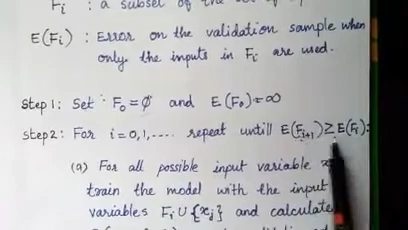 Fi : a subset of the set of
E(Fi) : Error on the validation sample when
only the inputs in Fi are used.
Step 1: Set F₀ = ∅ and E(F₀) = ∞
Step 2: For i = 0, 1, .... repeat untill E(Fi+1) ≥ E(Fi):
(a) For all possible input variable
train the model with the input
variables Fi ∪ {xj} and calculate